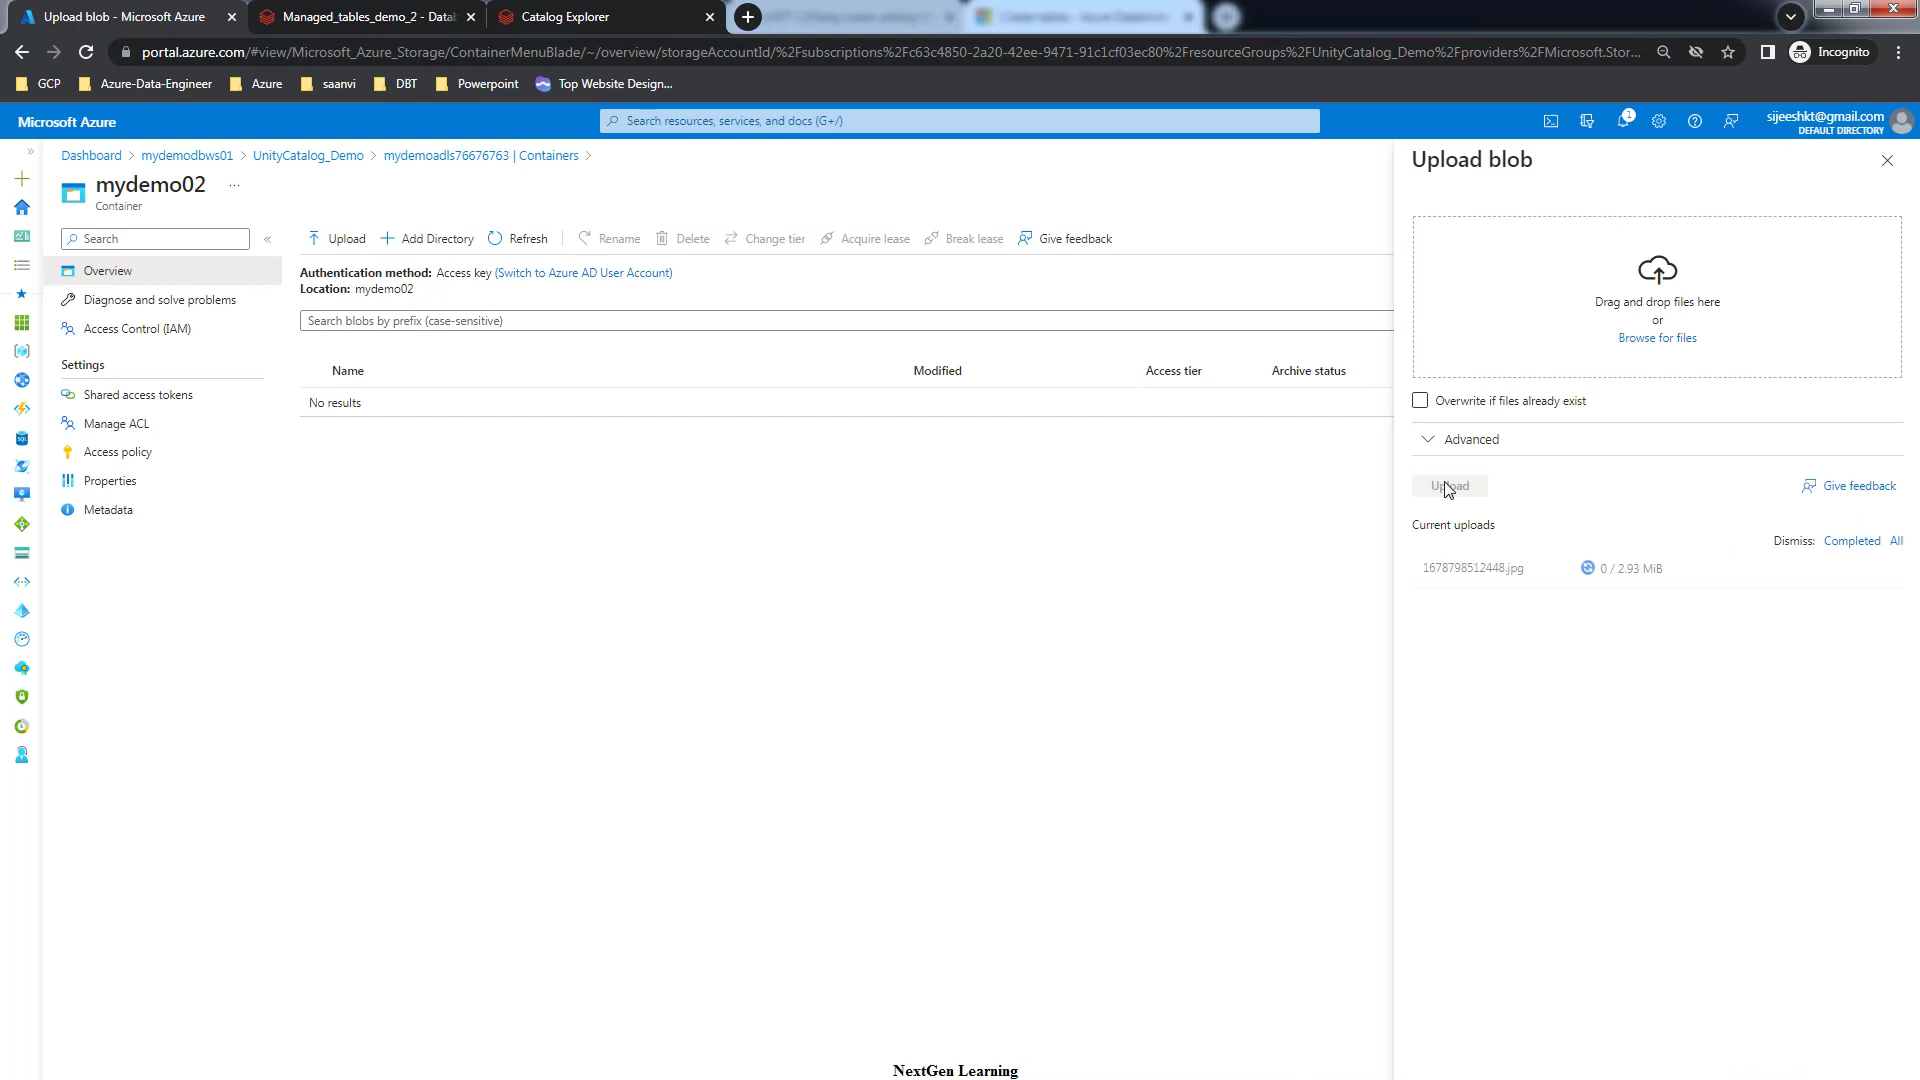 Upload blob - Microsoft Azure
Managed_tables_demo_2 - Datab
Catalog Explorer
portal.azure.com/#view/Microsoft_Azure_Storage/ContainerMenuBlade/~/overview/storageAccountId/%2Fsubscriptions%2Fc63c4850-2a20-42ee-9471-91c1cf03ec80%2FresourceGroups%2FUnityCatalog_Demo%2Fproviders%2FMicrosoft.Stor...
Incognito
GCP
Azure-Data-Engineer
Azure
saanvi
DBT
Powerpoint
Top Website Design...
Microsoft Azure
Search resources, services, and docs (G+/)
1
sijeeshkt@gmail.com
DEFAULT DIRECTORY
Dashboard > mydemodbws01 > UnityCatalog_Demo > mydemoadls76676763 | Containers >
mydemo02 ...
Container
Search
Overview
Diagnose and solve problems
Access Control (IAM)
Settings
Shared access tokens
Manage ACL
Access policy
Properties
Metadata
Upload
Add Directory
Refresh
Rename
Delete
Change tier
Acquire lease
Break lease
Give feedback
Authentication method: Access key (Switch to Azure AD User Account)
Location: mydemo02
Search blobs by prefix (case-sensitive)
Name Modified Access tier Archive status
No results
Upload blob
Drag and drop files here
or
Browse for files
Overwrite if files already exist
Advanced
Upload
Give feedback
Current uploads
Dismiss: Completed All
1678798512448.jpg 0 / 2.93 MiB
NextGen Learning